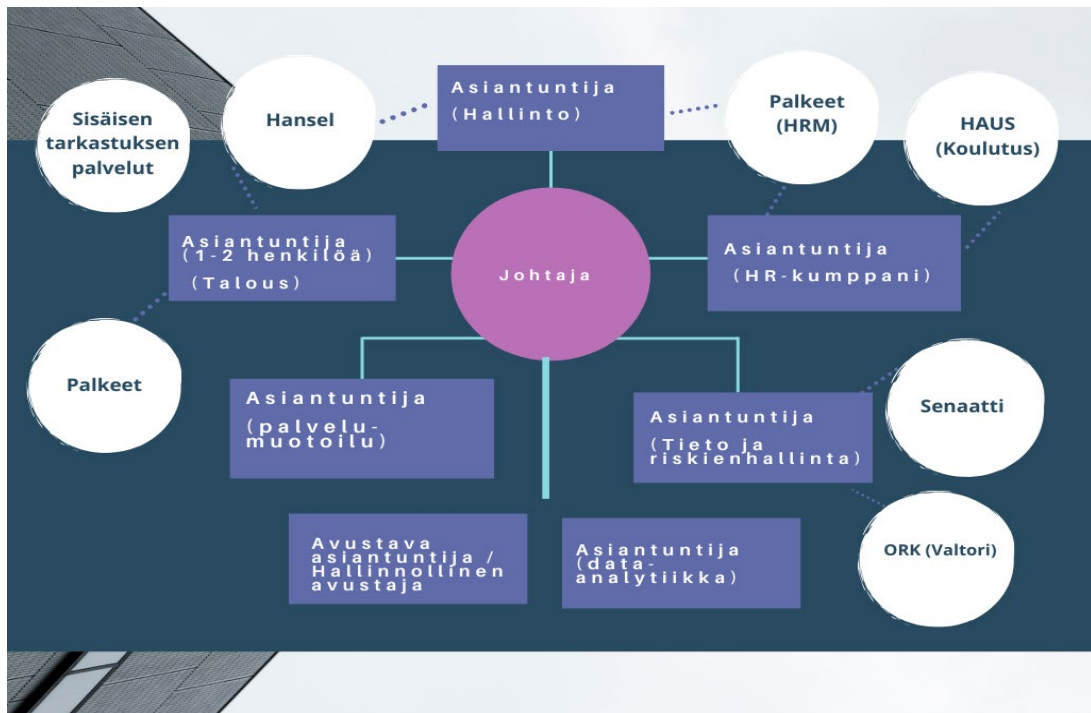 Asiantuntija
(Hallinto)
Sisäisen
tarkastuksen
palvelut
Hansel
Palkeet
(HRM)
HAUS
(Koulutus)
Asiantuntija
(1-2 henkilöä)
(Talous)
Johtaja
Asiantuntija
(HR-kumppani)
Palkeet
Asiantuntija
(palvelu-
muotoilu)
Asiantuntija
(Tieto ja
riskienhallinta)
Senaatti
ORK (Valtori)
Avustava
asiantuntija /
Hallinnollinen
avustaja
Asiantuntija
(data-
analytiikka)